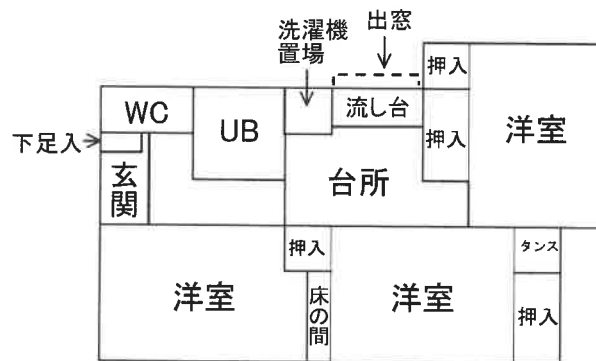 洗濯機
置場
出窓
押入
WC
UB
流し台
押入
洋室
下足入
玄関
台所
洋室
押入
床の間
洋室
タンス
押入